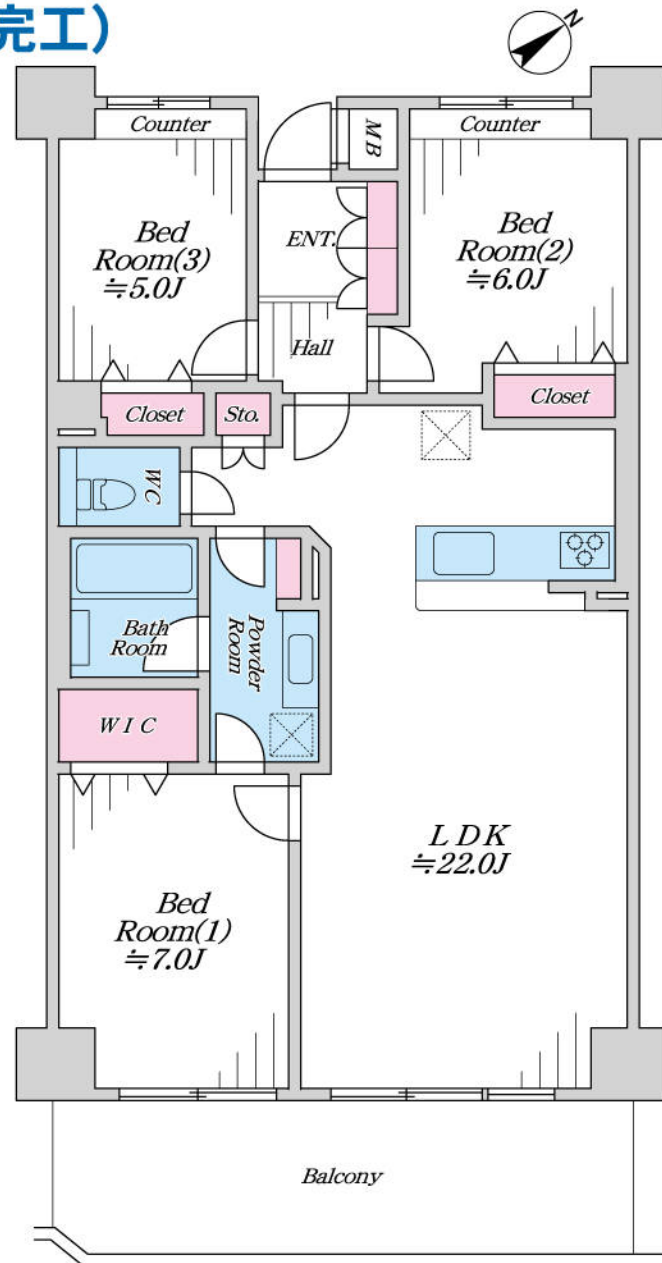 完工）
N
Counter
MB
Counter
Bed
Room(3)
≒5.0J
ENT.
Bed
Room(2)
≒6.0J
Hall
Closet
Sto.
Closet
WC
Bath
Room
Powder
Room
WIC
LDK
≒22.0J
Bed
Room(1)
≒7.0J
Balcony